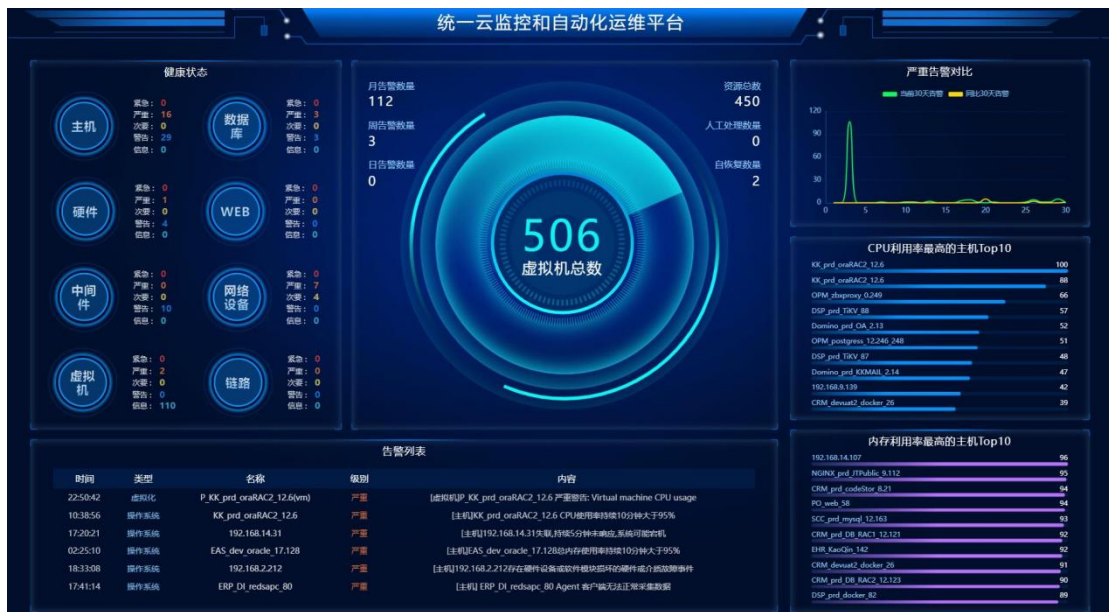 统一云监控和自动化运维平台
健康状态
主机
紧急: 0
严重: 16
次要: 0
警告: 29
信息: 0
数据库
紧急: 0
严重: 3
次要: 0
警告: 3
信息: 0
硬件
紧急: 0
严重: 1
次要: 0
警告: 4
信息: 0
WEB
紧急: 0
严重: 0
次要: 0
警告: 0
信息: 0
中间件
紧急: 0
严重: 0
次要: 0
警告: 10
信息: 0
网络设备
紧急: 0
严重: 7
次要: 4
警告: 0
信息: 0
虚拟机
紧急: 0
严重: 2
次要: 0
警告: 0
信息: 110
链路
紧急: 0
严重: 0
次要: 0
警告: 0
信息: 0
月告警数量
112
周告警数量
3
日告警数量
0
资源总数
450
人工处理数量
0
自恢复数量
2
506
虚拟机总数
严重告警对比
当前30天告警 同比30天告警
120
90
60
30
0
0 5 10 15 20 25 30
CPU利用率最高的主机Top10
KK_prd_oraRAC2_12.6 100
KK_prd_oraRAC2_12.6 88
OPM_zbxproxy_0.249 66
DSP_prd_TiKV_88 57
Domino_prd_OA_2.13 52
OPM_postgress_12.246_248 51
DSP_prd_TiKV_87 48
Domino_prd_KKMAIL_2.14 47
192.168.9.139 42
CRM_devuat2_docker_26 39
内存利用率最高的主机Top10
192.168.14.107 96
NGINX_prd_JTPublic_9.112 95
CRM_prd_codeStor_8.21 94
PO_web_58 94
SCC_prd_mysql_12.163 93
CRM_prd_DB_RAC1_12.121 92
EHR_KaoQin_142 92
CRM_devuat2_docker_26 91
CRM_prd_DB_RAC2_12.123 90
DSP_prd_docker_82 89
告警列表
时间 类型 名称 级别 内容
22:50:42 虚拟化 P_KK_prd_oraRAC2_12.6(vm) 严重 [虚拟机]P_KK_prd_oraRAC2_12.6 严重警告: Virtual machine CPU usage
10:38:56 操作系统 KK_prd_oraRAC2_12.6 严重 [主机]KK_prd_oraRAC2_12.6 CPU使用率持续10分钟大于95%
17:20:21 操作系统 192.168.14.31 严重 [主机]192.168.14.31失联,持续5分钟未响应,系统可能宕机
02:25:10 操作系统 EAS_dev_oracle_17.128 严重 [主机]EAS_dev_oracle_17.128总内存使用率持续10分钟大于95%
18:33:08 操作系统 192.168.2.212 严重 [主机]192.168.2.212存在硬件设备或软件模块损坏的硬件或介质故障事件
17:41:14 操作系统 ERP_DI_redsapc_80 严重 [主机] ERP_DI_redsapc_80 Agent 客户端无法正常采集数据